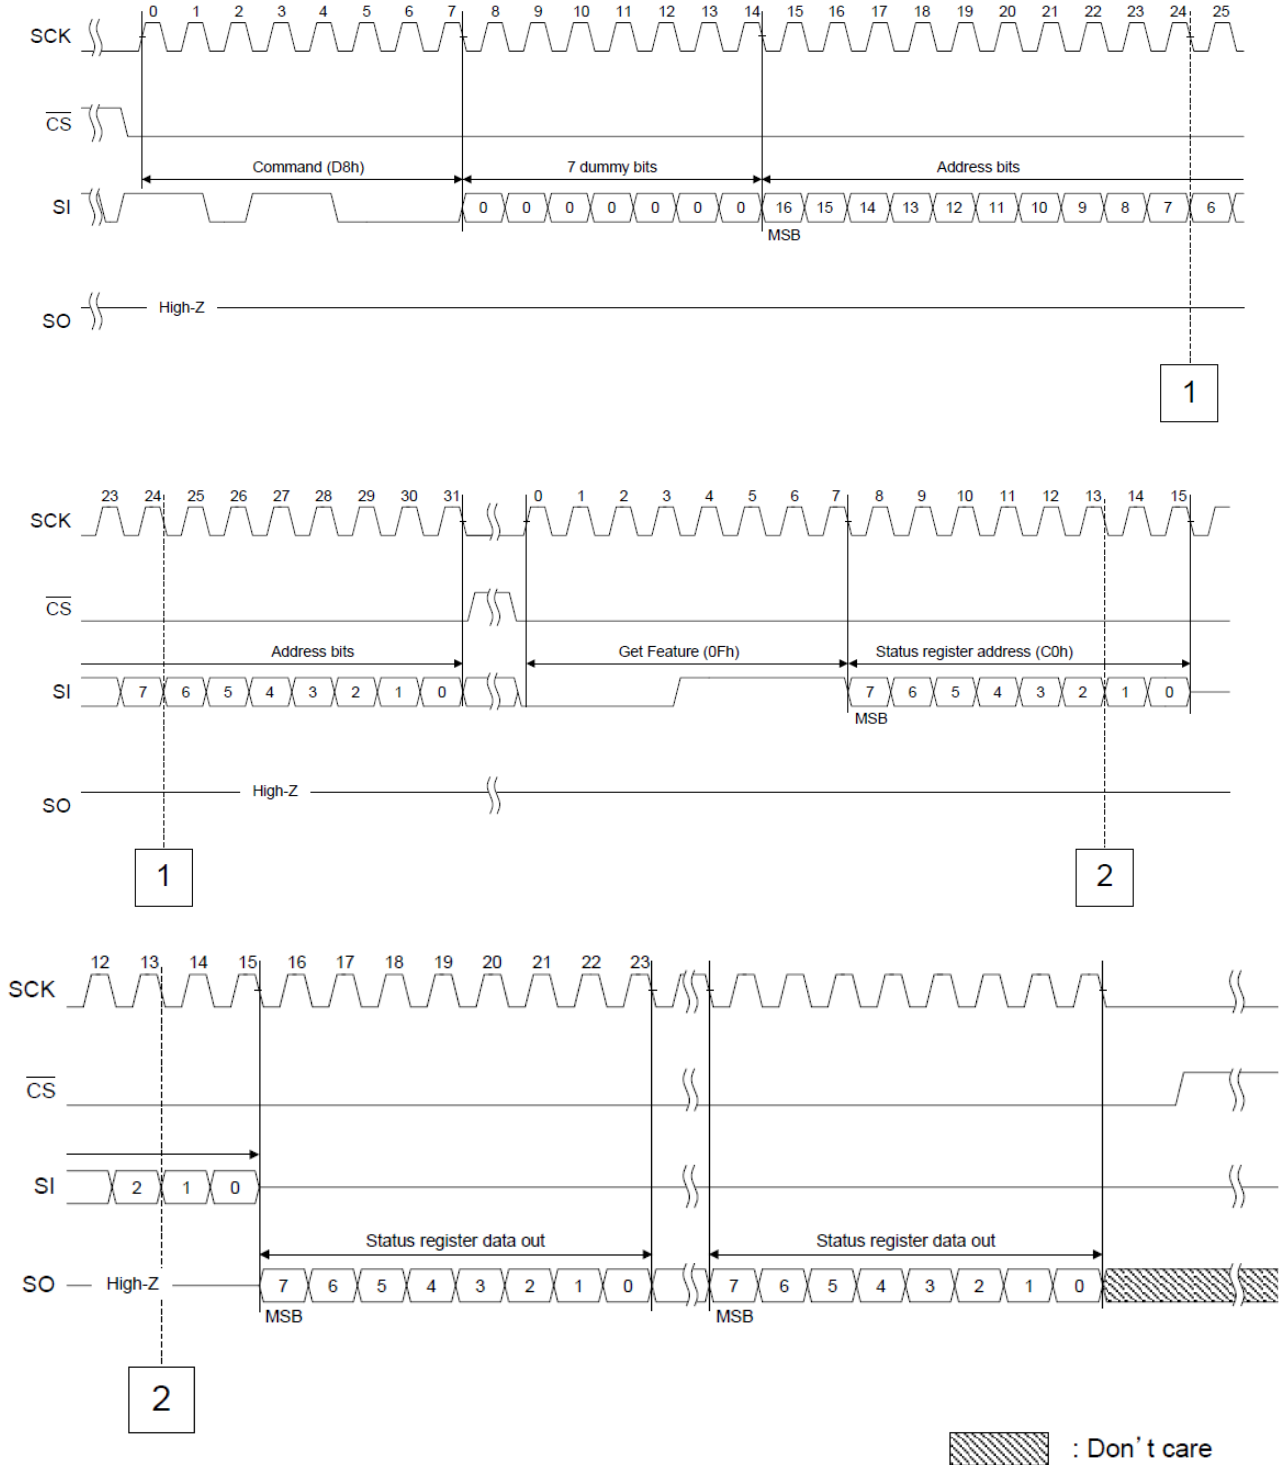 0 1 2 3 4 5 6 7 8 9 10 11 12 13 14 15 16 17 18 19 20 21 22 23 24 25
SCK
CS
Command (D8h) 7 dummy bits Address bits
SI 0 0 0 0 0 0 0 16 15 14 13 12 11 10 9 8 7 6
MSB
High-Z
SO
1
23 24 25 26 27 28 29 30 31 0 1 2 3 4 5 6 7 8 9 10 11 12 13 14 15
SCK
CS
Address bits Get Feature (0Fh) Status register address (C0h)
SI 7 6 5 4 3 2 1 0 7 6 5 4 3 2 1 0
MSB
High-Z
SO
1 2
12 13 14 15 16 17 18 19 20 21 22 23
SCK
CS
SI 2 1 0
Status register data out Status register data out
SO High-Z 7 6 5 4 3 2 1 0 7 6 5 4 3 2 1 0
MSB MSB
2
: Don't care